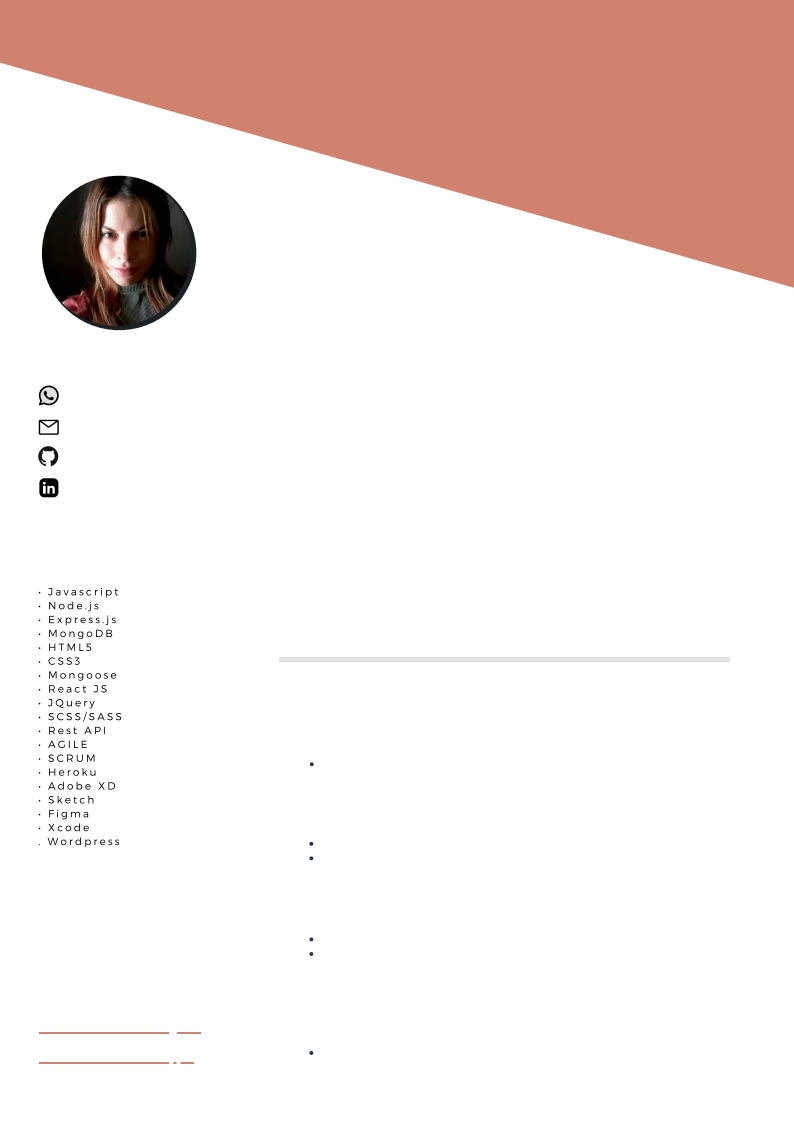 • Javascript
• Node.js
• Express.js
• MongoDB
• HTML5
• CSS3
• Mongoose
• React JS
• JQuery
• SCSS/SASS
• Rest API
• AGILE
• SCRUM
• Heroku
• Adobe XD
• Sketch
• Figma
• Xcode
. Wordpress